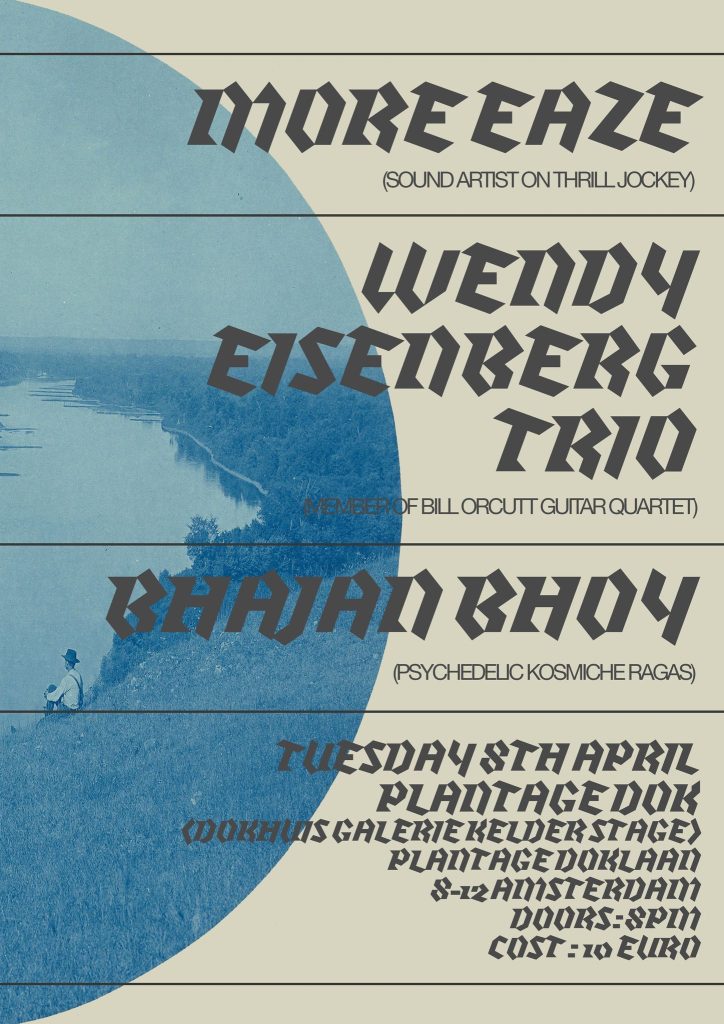 MORE EAZE
(SOUND ARTIST ON THRILL JOCKEY)
WENDY
EISENBERG
TRIO
(MEMBER OF BILL ORCUTT GUITAR QUARTET)
BHAJAN BHOY
(PSYCHEDELIC KOSMICHE RAGAS)
TUESDAY 8TH APRIL
PLANTAGE DOK
(DOKHUIS GALERIE KELDER STAGE)
PLANTAGE DOKLAAN
8-12 AMSTERDAM
DOORS: 8PM
COST : 10 EURO